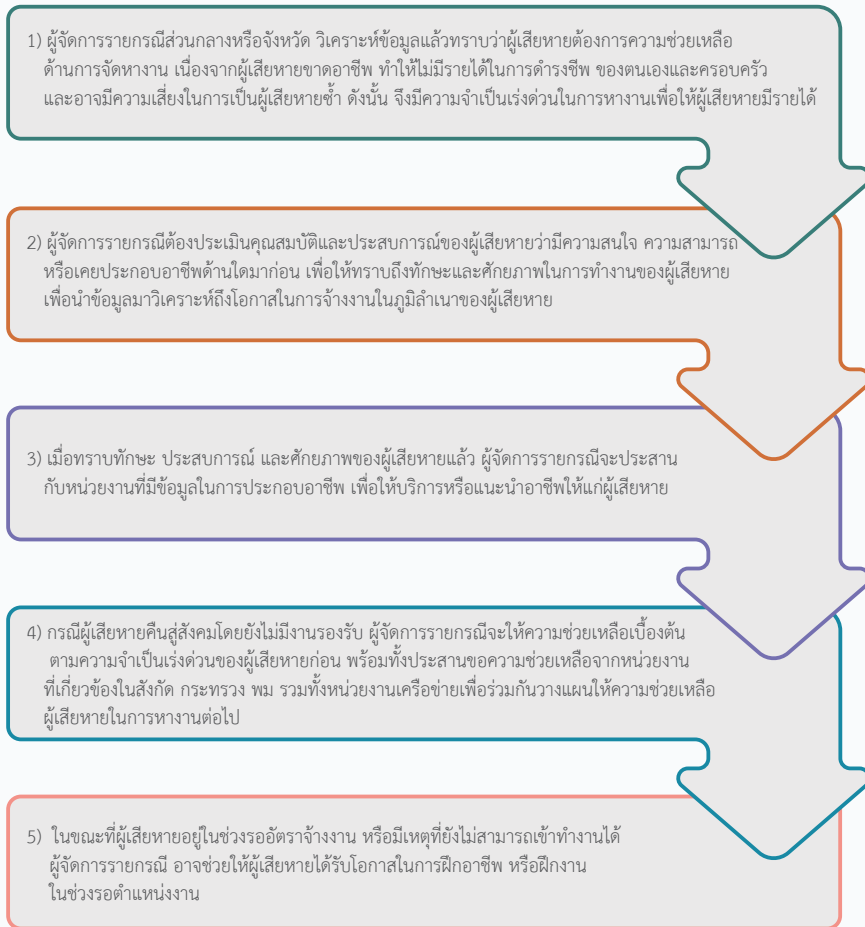 1) ผู้จัดการรายกรณีส่วนกลางหรือจังหวัด วิเคราะห์ข้อมูลแล้วทราบว่าผู้เสียหายต้องการความช่วยเหลือ
ด้านการจัดหางาน เนื่องจากผู้เสียหายขาดอาชีพ ทำให้ไม่มีรายได้ในการดำรงชีพ ของตนเองและครอบครัว
และอาจมีความเสี่ยงในการเป็นผู้เสียหายซ้ำ ดังนั้น จึงมีความจำเป็นเร่งด่วนในการหางานเพื่อให้ผู้เสียหายมีรายได้
2) ผู้จัดการรายกรณีต้องประเมินคุณสมบัติและประสบการณ์ของผู้เสียหายว่ามีความสนใจ ความสามารถ
หรือเคยประกอบอาชีพด้านใดมาก่อน เพื่อให้ทราบถึงทักษะและศักยภาพในการทำงานของผู้เสียหาย
เพื่อนำข้อมูลมาวิเคราะห์ถึงโอกาสในการจ้างงานในภูมิลำเนาของผู้เสียหาย
3) เมื่อทราบทักษะ ประสบการณ์ และศักยภาพของผู้เสียหายแล้ว ผู้จัดการรายกรณีจะประสาน
กับหน่วยงานที่มีข้อมูลในการประกอบอาชีพ เพื่อให้บริการหรือแนะนำอาชีพให้แก่ผู้เสียหาย
4) กรณีผู้เสียหายคืนสู่สังคมโดยยังไม่มีงานรองรับ ผู้จัดการรายกรณีจะให้ความช่วยเหลือเบื้องต้น
ตามความจำเป็นเร่งด่วนของผู้เสียหายก่อน พร้อมทั้งประสานขอความช่วยเหลือจากหน่วยงาน
ที่เกี่ยวข้องในสังกัด กระทรวง พม รวมทั้งหน่วยงานเครือข่ายเพื่อร่วมกันวางแผนให้ความช่วยเหลือ
ผู้เสียหายในการหางานต่อไป
5) ในขณะที่ผู้เสียหายอยู่ในช่วงรออัตราจ้างงาน หรือมีเหตุที่ยังไม่สามารถเข้าทำงานได้
ผู้จัดการรายกรณี อาจช่วยให้ผู้เสียหายได้รับโอกาสในการฝึกอาชีพ หรือฝึกงาน
ในช่วงรอตำแหน่งงาน